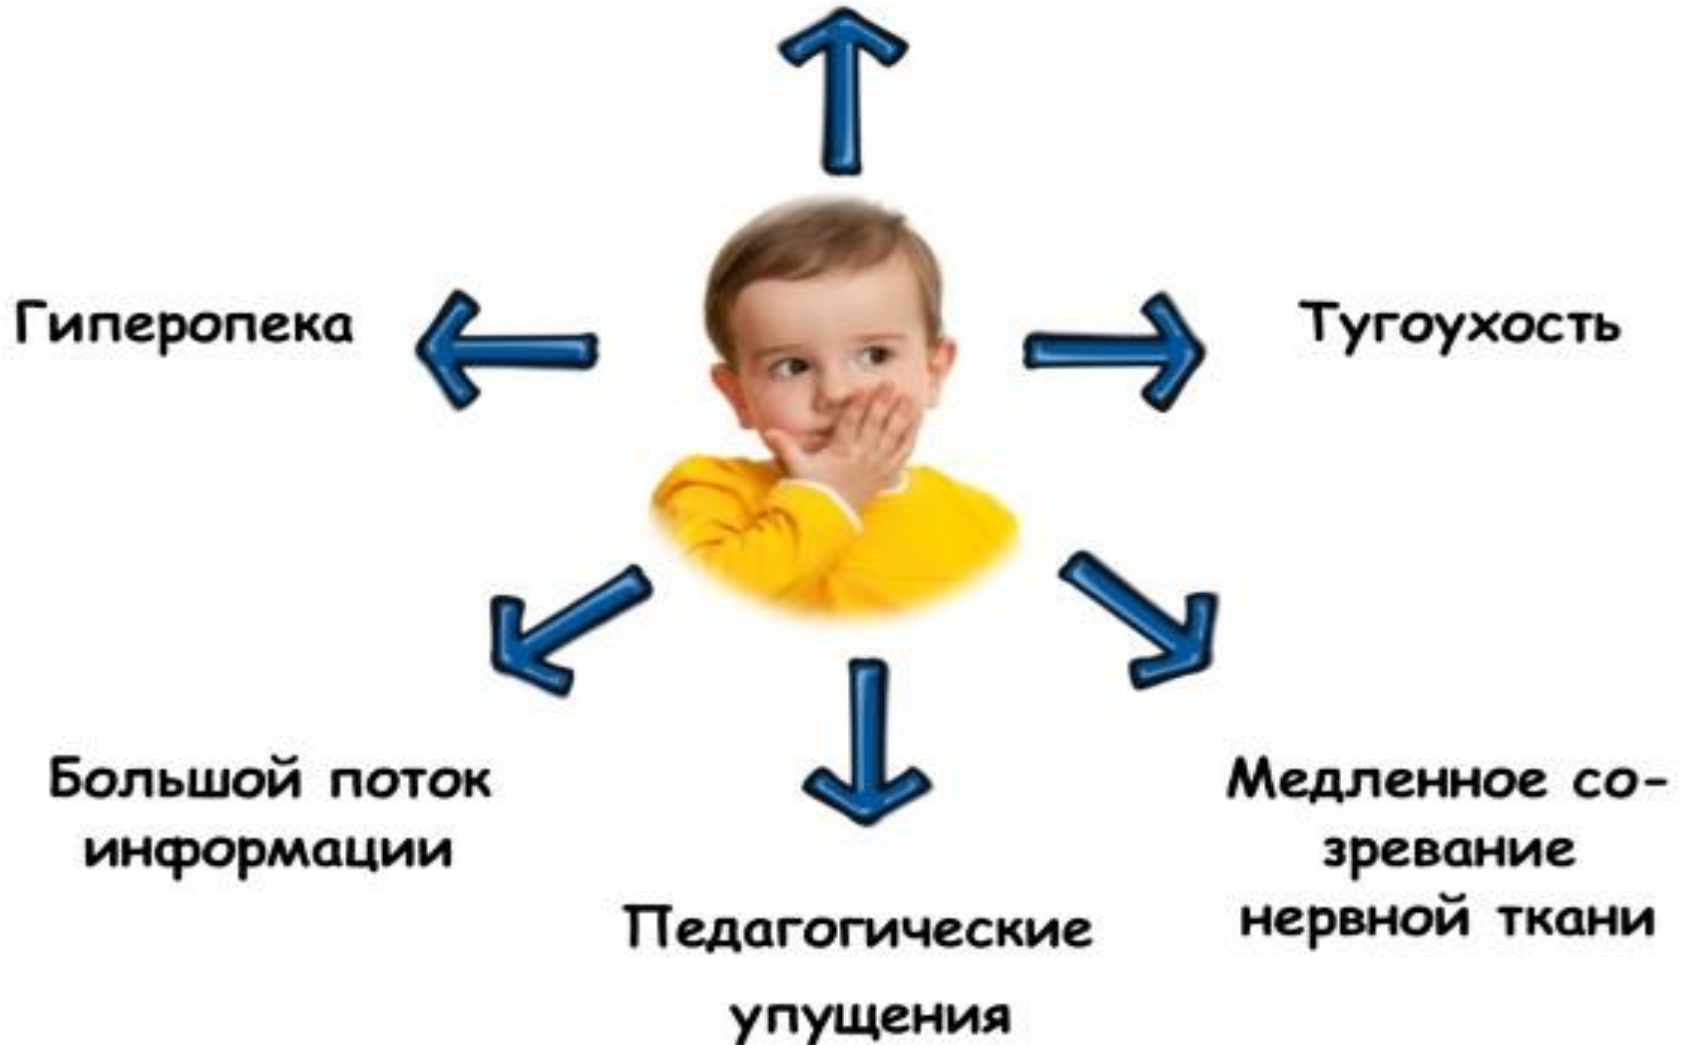 Гиперопека
Тугоухость
Большой поток
информации
Медленное со-
зревание
нервной ткани
Педагогические
упущения